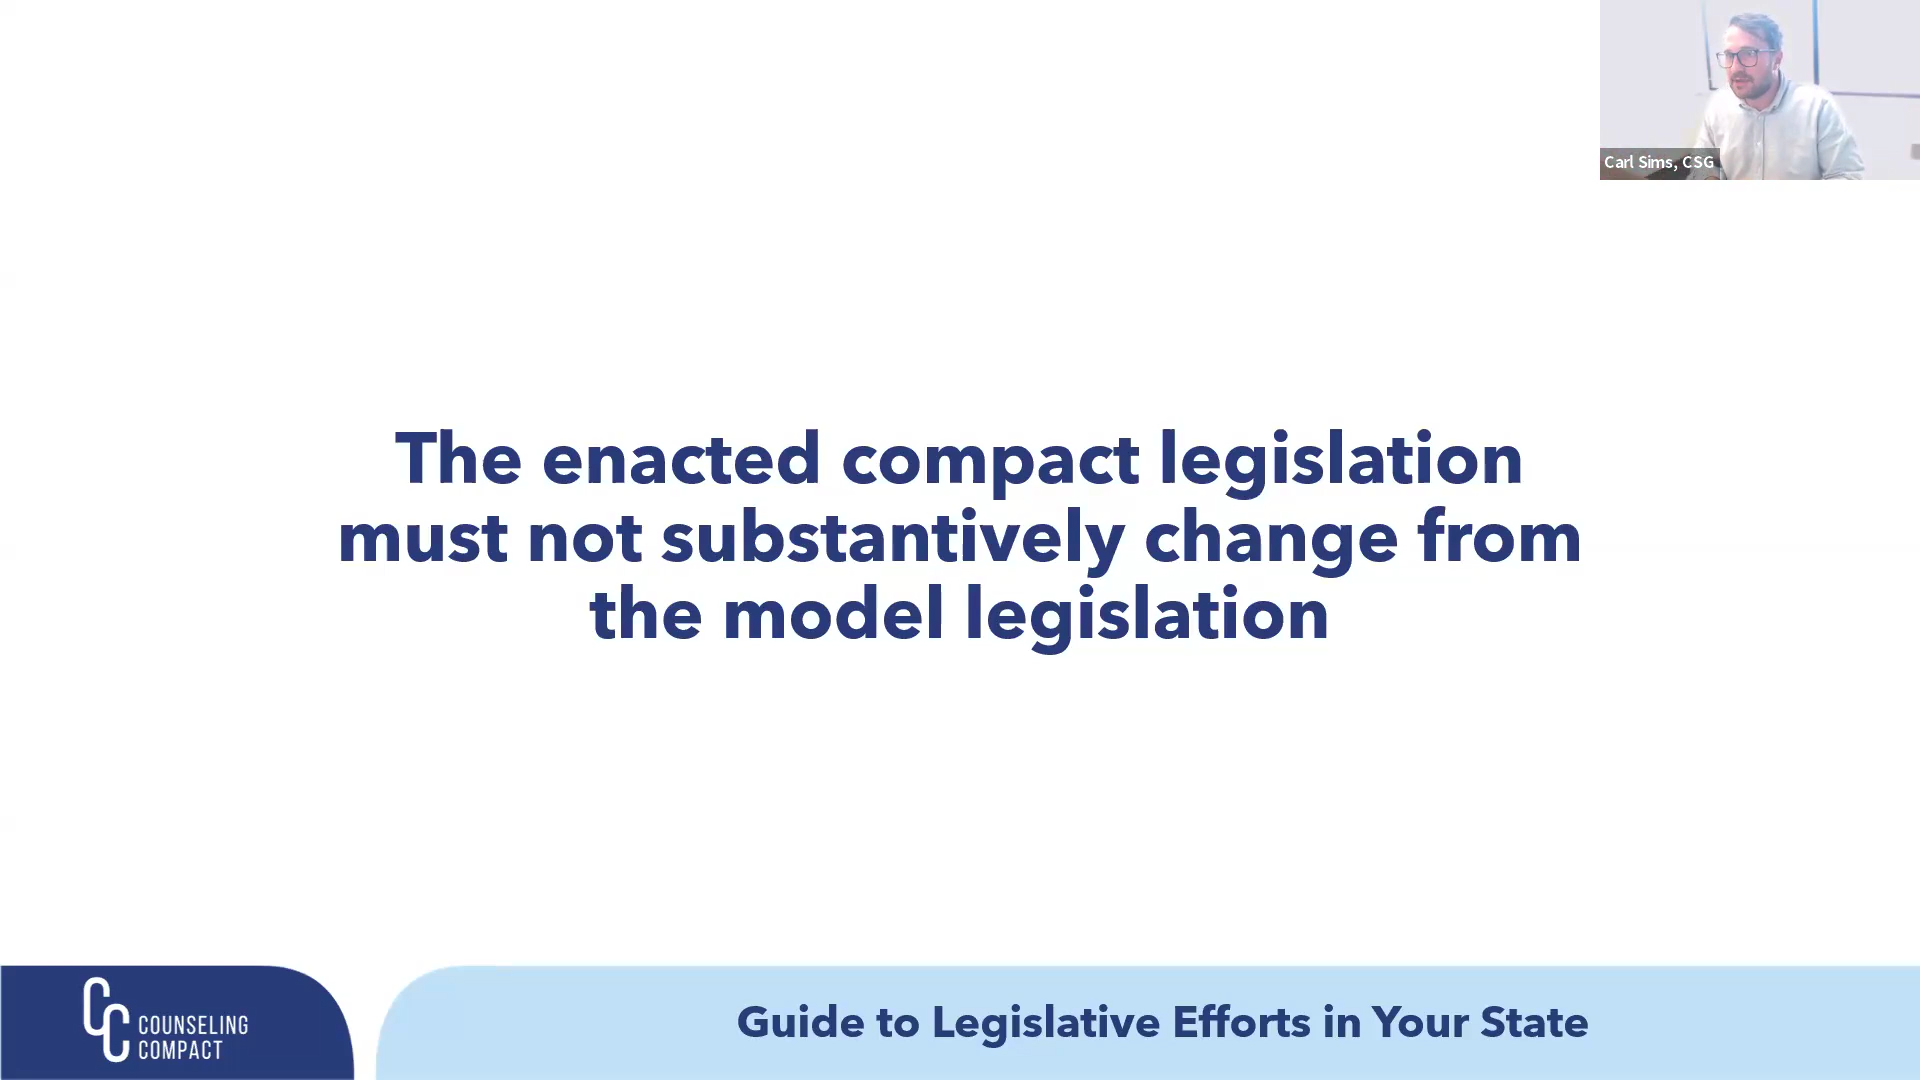 Carl Sims, CSG
The enacted compact legislation
must not substantively change from
the model legislation
CC
COUNSELING
COMPACT
Guide to Legislative Efforts in Your State